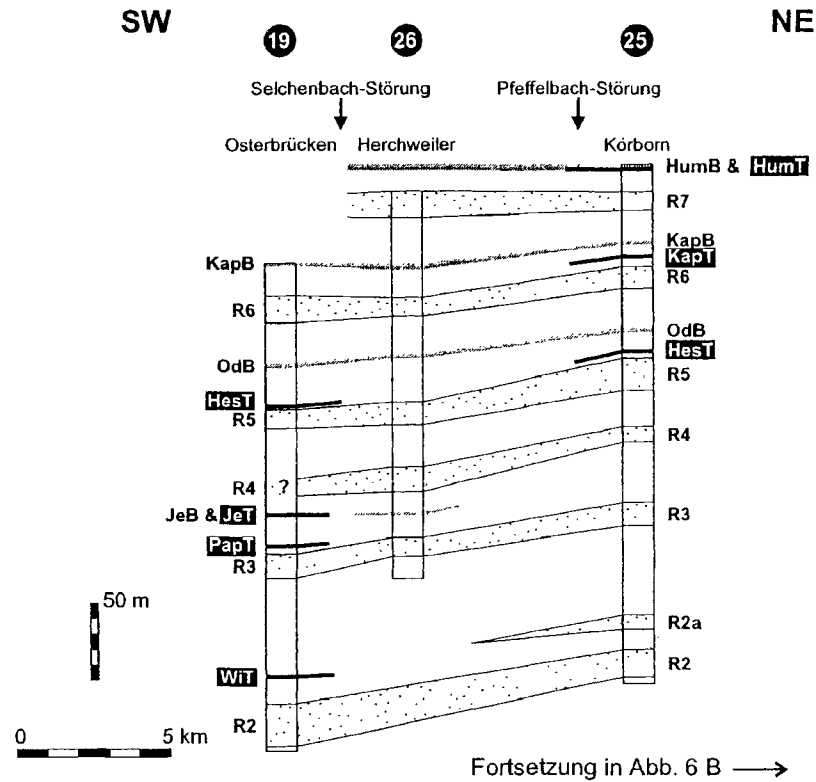 SW NE
19 26 25
Selchenbach-Störung Pfeffelbach-Störung
Osterbrücken Herchweiler Körborn
HumB & HumT
R7
KapB KapB
KapT
R6 R6
OdB OdB
HesT HesT
R5 R5
R4 ? R4
JeB & JeT
PapT R3
R3
R2a
WiT R2
R2
50 m
0 5 km
Fortsetzung in Abb. 6 B